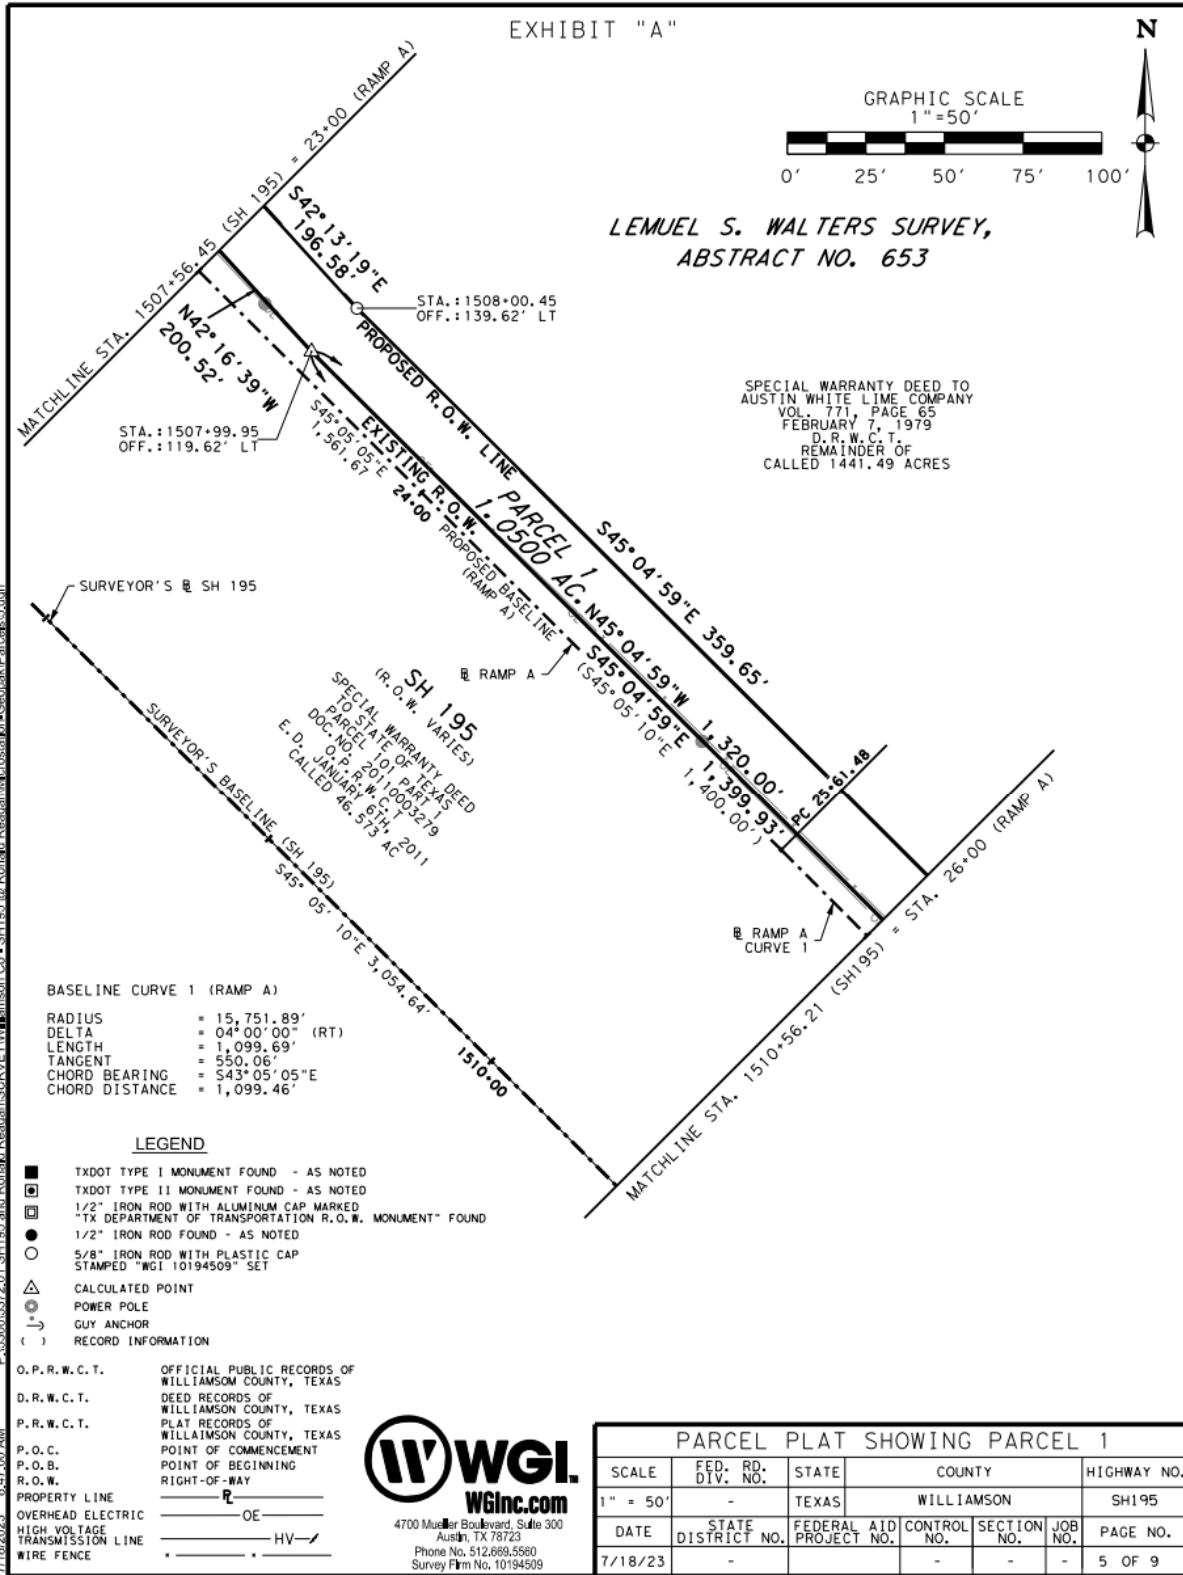 EXHIBIT "A"
N
GRAPHIC SCALE
1"=50'
0' 25' 50' 75' 100'
LEMUEL S. WALTERS SURVEY,
ABSTRACT NO. 653
MATCHLINE STA. 1507+56.45 (SH 195) = 23+00 (RAMP A)
S42°13'19"E
196.58'
STA.:1508+00.45
OFF.:139.62' LT
N42°16'39"W
200.52'
STA.:1507+99.95
OFF.:119.62' LT
PROPOSED R.O.W. LINE
EXISTING R.O.W.
S45°05'05"E
1,561.67
24+00
PROPOSED BASELINE
(RAMP A)
PARCEL 1
1.0500 AC.
SPECIAL WARRANTY DEED TO
AUSTIN WHITE LIME COMPANY
VOL. 771, PAGE 65
FEBRUARY 7, 1979
D.R.W.C.T.
REMAINDER OF
CALLED 1441.49 ACRES
S45°04'59"E 359.65'
N45°04'59"W 1,320.00'
S45°04'59"E 1,399.93'
(S45°05'10"E 1,400.00')
PC 25+61.48
SURVEYOR'S BL SH 195
BL RAMP A
SH 195
(R.O.W. VARIES)
SPECIAL WARRANTY DEED
TO STATE OF TEXAS
PARCEL 101 PART 1
DOC. NO. 20110003279
O.P.R.W.C.T
E.D. JANUARY 6TH, 2011
CALLED 46.573 AC
SURVEYOR'S BASELINE (SH 195)
S45° 05' 10"E 3,054.64'
1510+00
BL RAMP A
CURVE 1
MATCHLINE STA. 1510+56.21 (SH195) = STA. 26+00 (RAMP A)
BASELINE CURVE 1 (RAMP A)
RADIUS = 15,751.89'
DELTA = 04°00'00" (RT)
LENGTH = 1,099.69'
TANGENT = 550.06'
CHORD BEARING = S43°05'05"E
CHORD DISTANCE = 1,099.46'
LEGEND
TXDOT TYPE I MONUMENT FOUND - AS NOTED
TXDOT TYPE II MONUMENT FOUND - AS NOTED
1/2" IRON ROD WITH ALUMINUM CAP MARKED
"TX DEPARTMENT OF TRANSPORTATION R.O.W. MONUMENT" FOUND
1/2" IRON ROD FOUND - AS NOTED
5/8" IRON ROD WITH PLASTIC CAP
STAMPED "WGI 10194509" SET
CALCULATED POINT
POWER POLE
GUY ANCHOR
( ) RECORD INFORMATION
O.P.R.W.C.T. OFFICIAL PUBLIC RECORDS OF
WILLIAMSOM COUNTY, TEXAS
D.R.W.C.T. DEED RECORDS OF
WILLIAMSON COUNTY, TEXAS
P.R.W.C.T. PLAT RECORDS OF
WILLAIMSON COUNTY, TEXAS
P.O.C. POINT OF COMMENCEMENT
P.O.B. POINT OF BEGINNING
R.O.W. RIGHT-OF-WAY
PROPERTY LINE PL
OVERHEAD ELECTRIC OE
HIGH VOLTAGE
TRANSMISSION LINE HV
WIRE FENCE
W WGI.
WGInc.com
4700 Mueller Boulevard, Suite 300
Austin, TX 78723
Phone No. 512.669.5560
Survey Firm No. 10194509
PARCEL PLAT SHOWING PARCEL 1
SCALE FED. RD. DIV. NO. STATE COUNTY HIGHWAY NO.
1" = 50' - TEXAS WILLIAMSON SH195
DATE STATE DISTRICT NO. FEDERAL AID PROJECT NO. CONTROL NO. SECTION NO. JOB NO. PAGE NO.
7/18/23 - - - - 5 OF 9